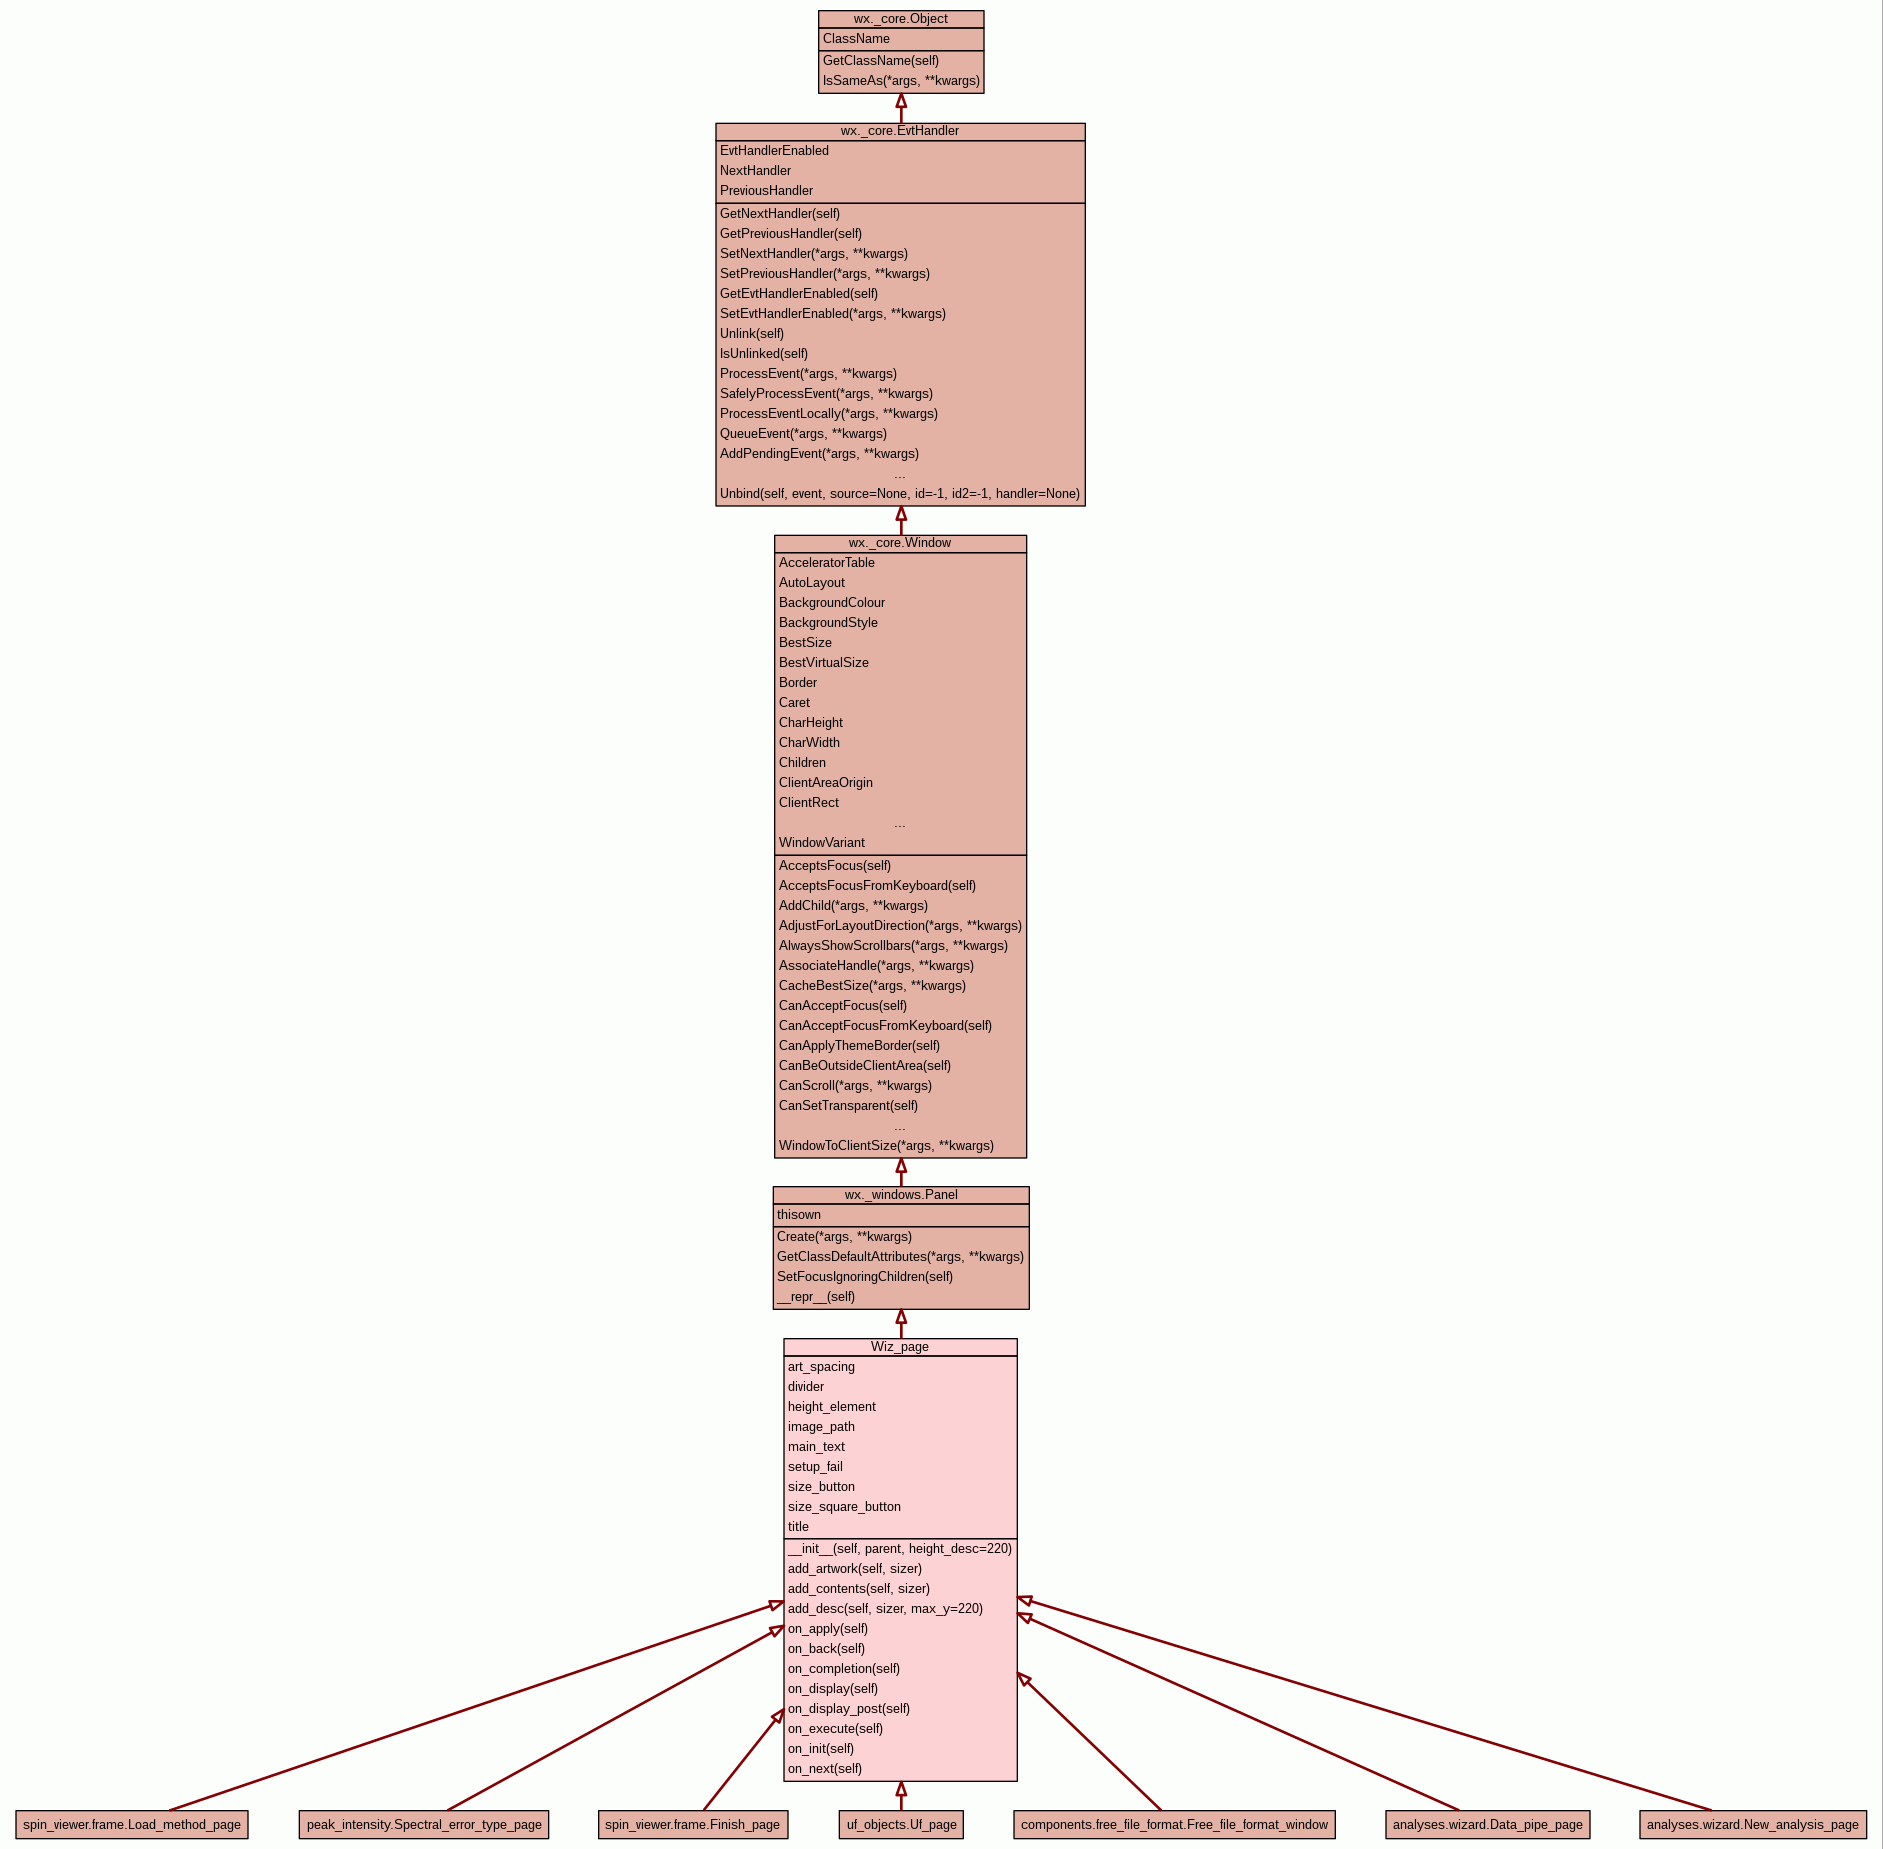 wx._core.Object
ClassName
GetClassName(self)
IsSameAs(*args, **kwargs)
wx._core.EvtHandler
EvtHandlerEnabled
NextHandler
PreviousHandler
GetNextHandler(self)
GetPreviousHandler(self)
SetNextHandler(*args, **kwargs)
SetPreviousHandler(*args, **kwargs)
GetEvtHandlerEnabled(self)
SetEvtHandlerEnabled(*args, **kwargs)
Unlink(self)
IsUnlinked(self)
ProcessEvent(*args, **kwargs)
SafelyProcessEvent(*args, **kwargs)
ProcessEventLocally(*args, **kwargs)
QueueEvent(*args, **kwargs)
AddPendingEvent(*args, **kwargs)
...
Unbind(self, event, source=None, id=-1, id2=-1, handler=None)
wx._core.Window
AcceleratorTable
AutoLayout
BackgroundColour
BackgroundStyle
BestSize
BestVirtualSize
Border
Caret
CharHeight
CharWidth
Children
ClientAreaOrigin
ClientRect
...
WindowVariant
AcceptsFocus(self)
AcceptsFocusFromKeyboard(self)
AddChild(*args, **kwargs)
AdjustForLayoutDirection(*args, **kwargs)
AlwaysShowScrollbars(*args, **kwargs)
AssociateHandle(*args, **kwargs)
CacheBestSize(*args, **kwargs)
CanAcceptFocus(self)
CanAcceptFocusFromKeyboard(self)
CanApplyThemeBorder(self)
CanBeOutsideClientArea(self)
CanScroll(*args, **kwargs)
CanSetTransparent(self)
...
WindowToClientSize(*args, **kwargs)
wx._windows.Panel
thisown
Create(*args, **kwargs)
GetClassDefaultAttributes(*args, **kwargs)
SetFocusIgnoringChildren(self)
__repr__(self)
Wiz_page
art_spacing
divider
height_element
image_path
main_text
setup_fail
size_button
size_square_button
title
__init__(self, parent, height_desc=220)
add_artwork(self, sizer)
add_contents(self, sizer)
add_desc(self, sizer, max_y=220)
on_apply(self)
on_back(self)
on_completion(self)
on_display(self)
on_display_post(self)
on_execute(self)
on_init(self)
on_next(self)
spin_viewer.frame.Load_method_page
peak_intensity.Spectral_error_type_page
spin_viewer.frame.Finish_page
uf_objects.Uf_page
components.free_file_format.Free_file_format_window
analyses.wizard.Data_pipe_page
analyses.wizard.New_analysis_page